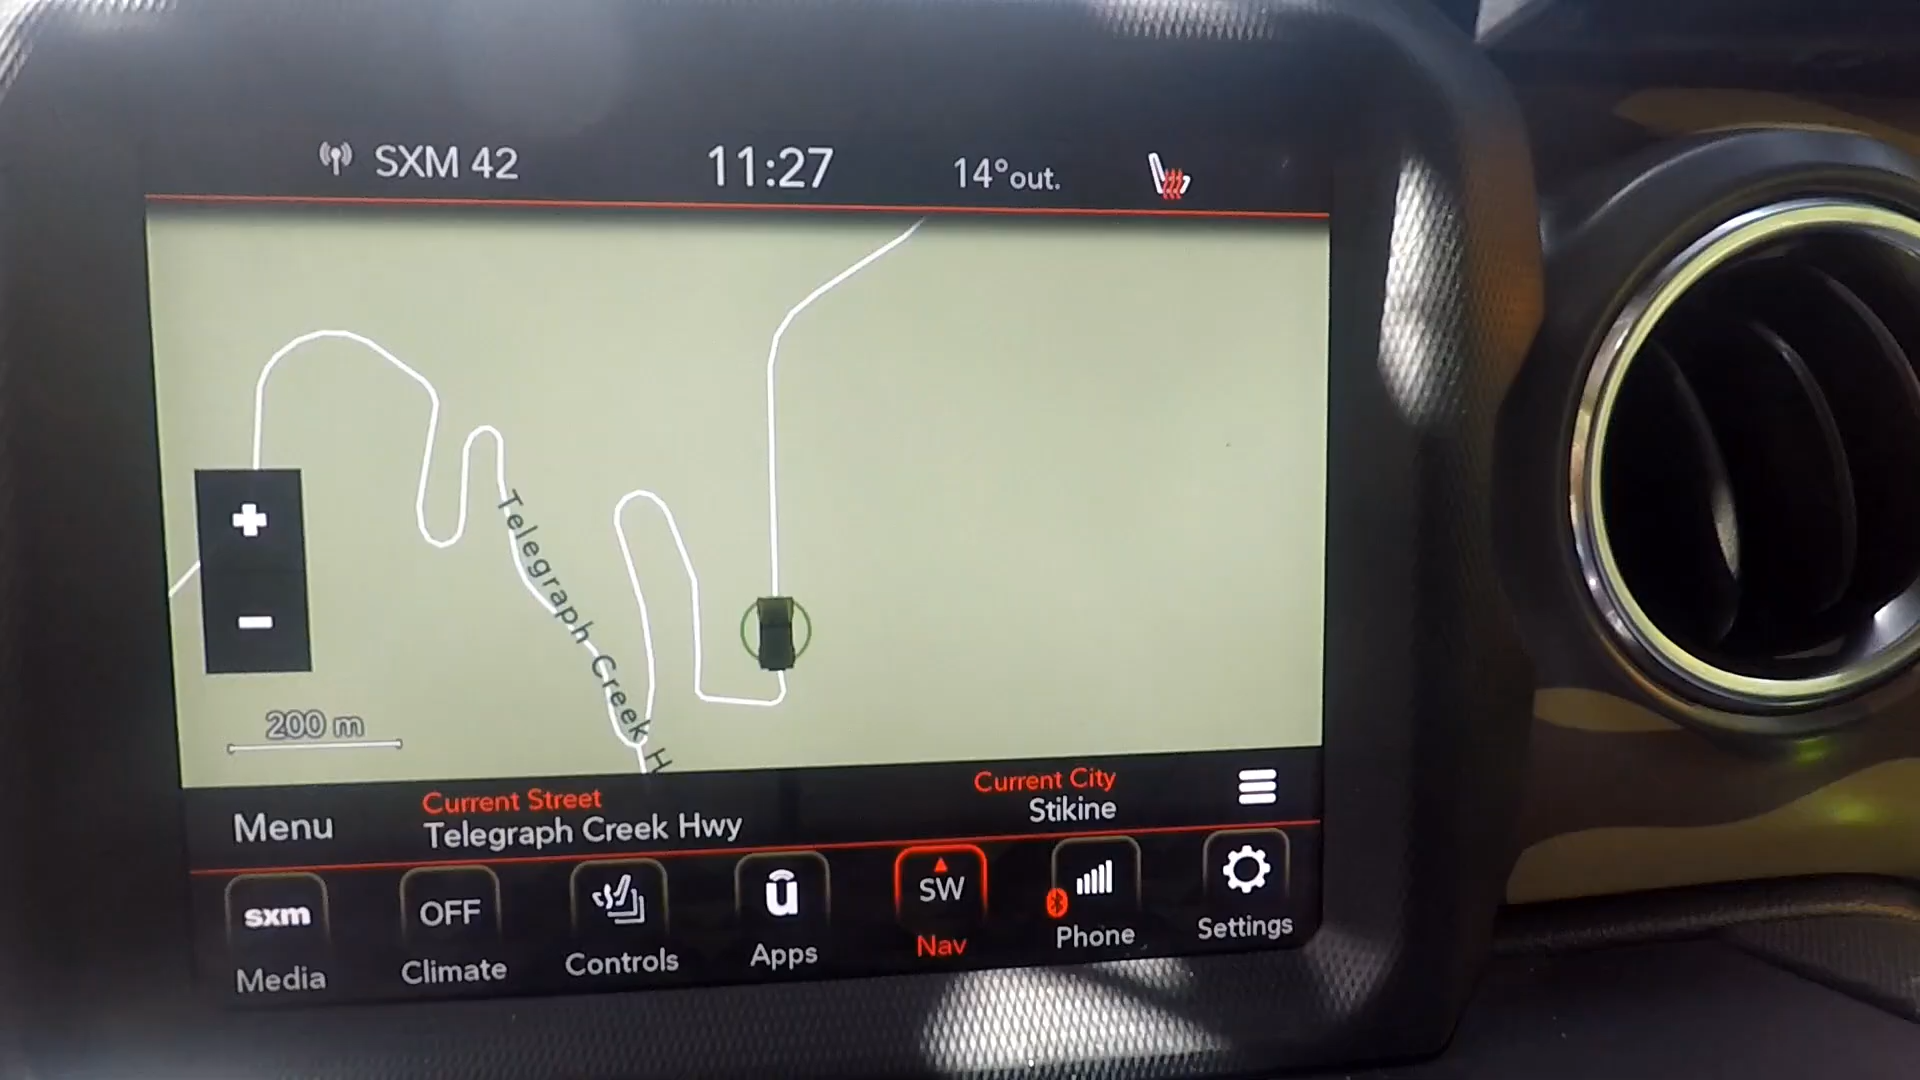 SXM 42
11:27
14°out.
Telegraph Creek H
200 m
Menu
Current Street
Telegraph Creek Hwy
Current City
Stikine
sxm
Media
OFF
Climate
Controls
ū
Apps
SW
Nav
Phone
Settings